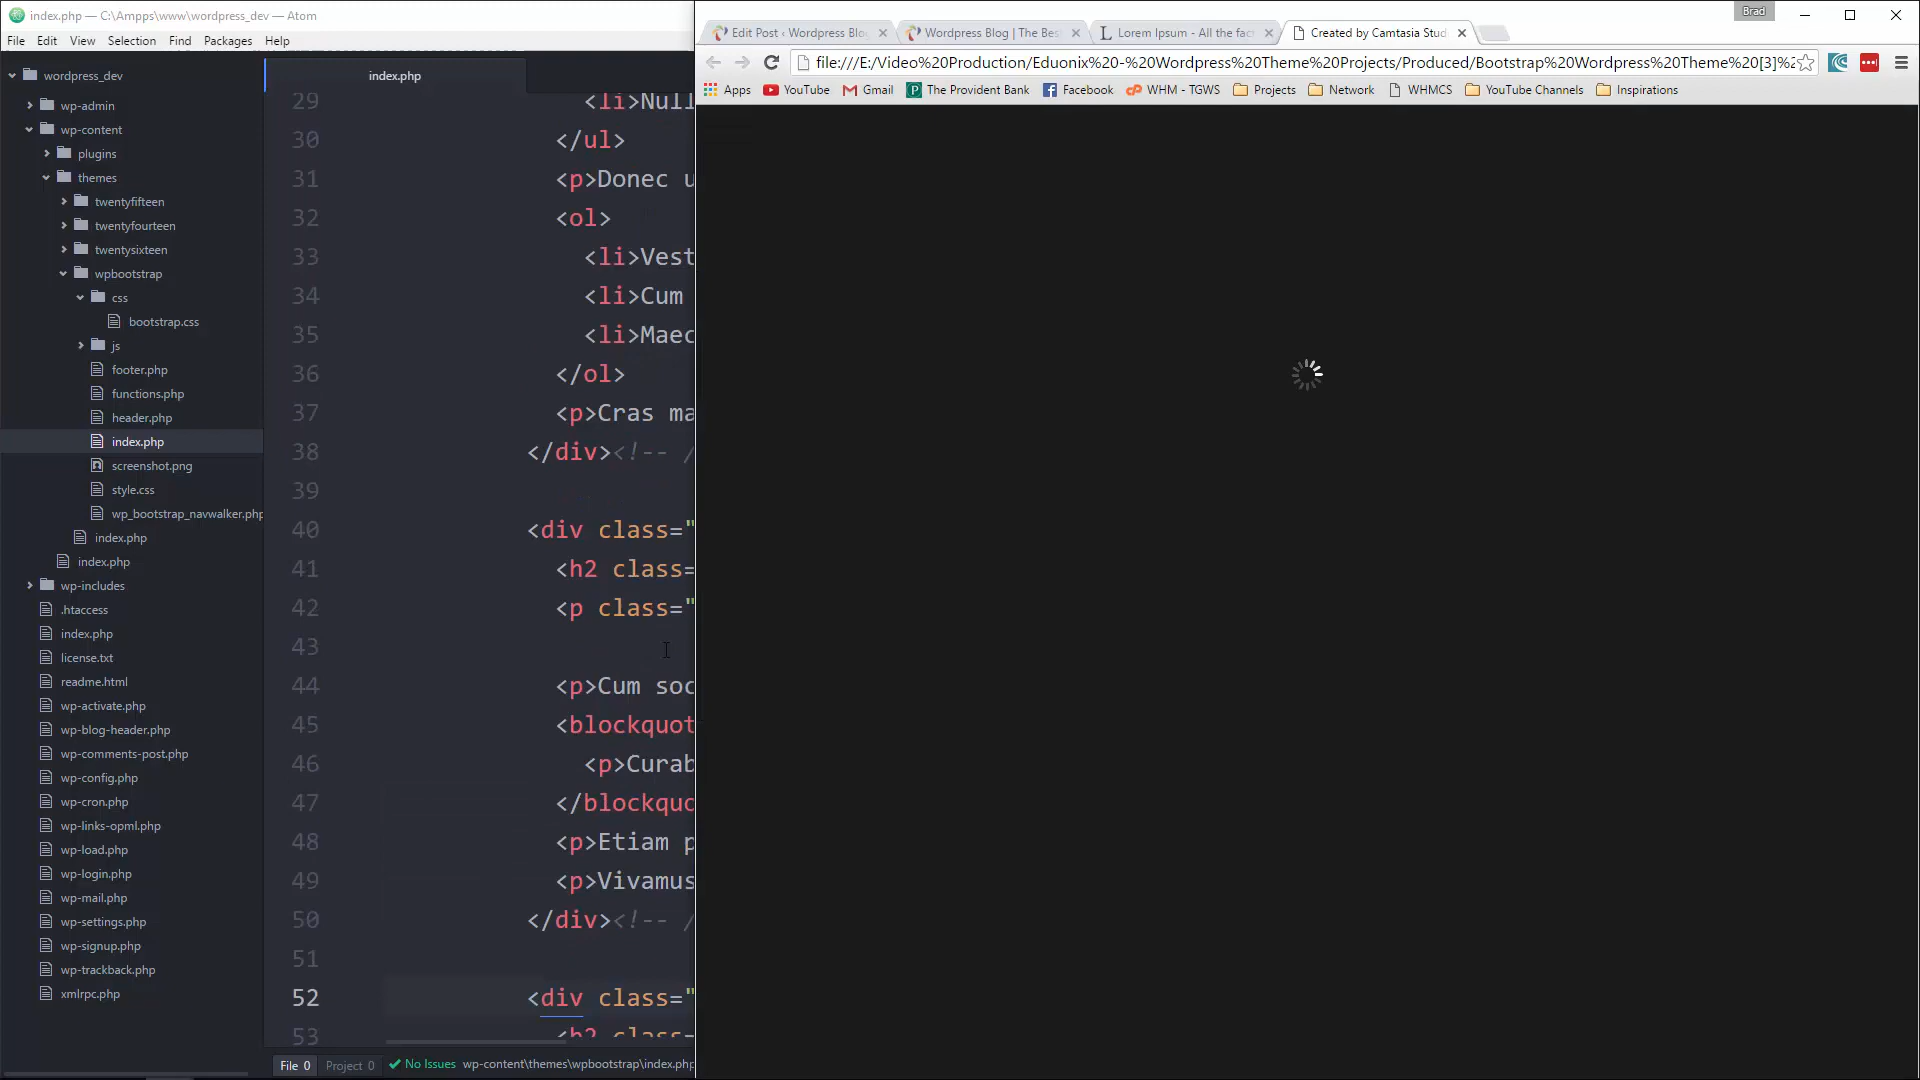 index.php — C:\Ampps\www\wordpress_dev — Atom
File Edit View Selection Find Packages Help
wordpress_dev
wp-admin
wp-content
plugins
themes
twentyfifteen
twentyfourteen
twentysixteen
wpbootstrap
css
bootstrap.css
js
footer.php
functions.php
header.php
index.php
screenshot.png
style.css
wp_bootstrap_navwalker.php
index.php
index.php
wp-includes
.htaccess
index.php
license.txt
readme.html
wp-activate.php
wp-blog-header.php
wp-comments-post.php
wp-config.php
wp-cron.php
wp-links-opml.php
wp-load.php
wp-login.php
wp-mail.php
wp-settings.php
wp-signup.php
wp-trackback.php
xmlrpc.php
index.php
29 <li>Null
30 </ul>
31 <p>Donec u
32 <ol>
33 <li>Vest
34 <li>Cum
35 <li>Maec
36 </ol>
37 <p>Cras ma
38 </div><!-- /
39
40 <div class="
41 <h2 class=
42 <p class="
43
44 <p>Cum soc
45 <blockquot
46 <p>Curab
47 </blockquo
48 <p>Etiam p
49 <p>Vivamus
50 </div><!-- /
51
52 <div class="
53 <h2 class=
File 0 Project 0 No Issues wp-content\themes\wpbootstrap\index.php
Brad
Edit Post ‹ Wordpress Blo
Wordpress Blog | The Bes
Lorem Ipsum - All the fac
Created by Camtasia Stud
file:///E:/Video%20Production/Eduonix%20-%20Wordpress%20Theme%20Projects/Produced/Bootstrap%20Wordpress%20Theme%20[3]%2
Apps YouTube Gmail The Provident Bank Facebook WHM - TGWS Projects Network WHMCS YouTube Channels Inspirations